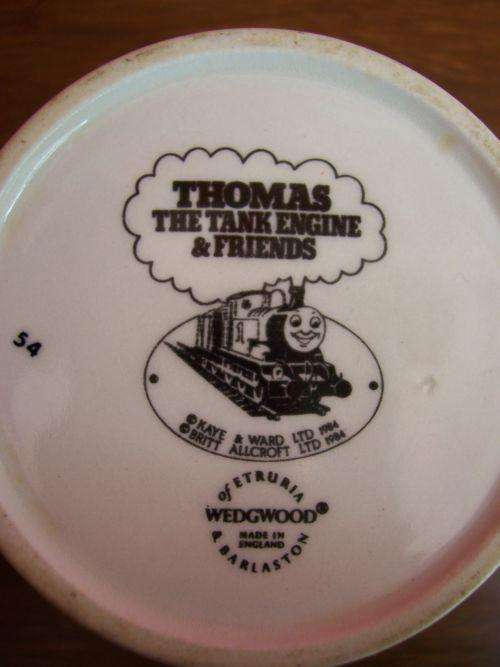 THOMAS
THE TANK ENGINE
& FRIENDS
54
© KAYE & WARD LTD 1984
© BRITT ALLCROFT LTD 1984
of ETRURIA
WEDGWOOD®
MADE IN
ENGLAND
& BARLASTON